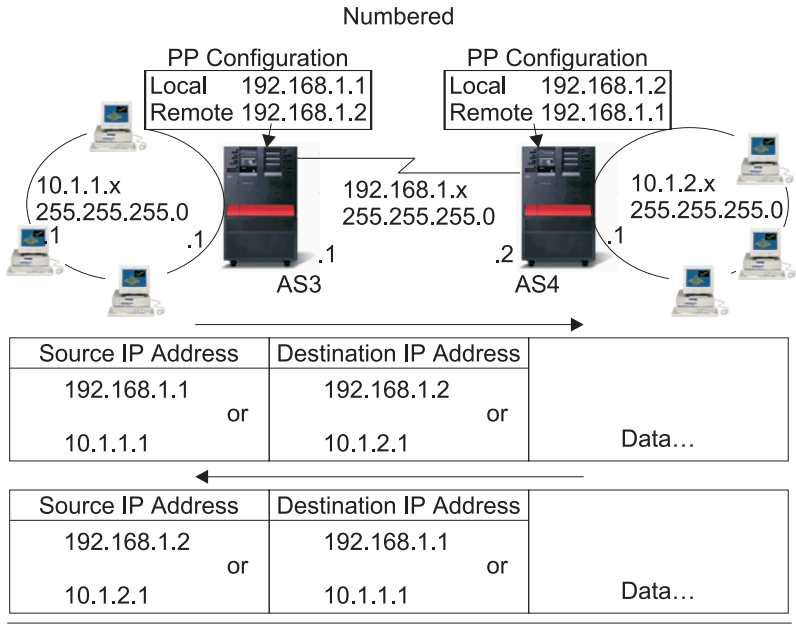 Numbered
PP Configuration
Local 192.168.1.1
Remote 192.168.1.2
PP Configuration
Local 192.168.1.2
Remote 192.168.1.1
10.1.1.x
255.255.255.0
.1
.1
.1
AS3
192.168.1.x
255.255.255.0
.2
AS4
.1
10.1.2.x
255.255.255.0
Source IP Address
Destination IP Address
192.168.1.1
or
10.1.1.1
192.168.1.2
or
10.1.2.1
Data...
Source IP Address
Destination IP Address
192.168.1.2
or
10.1.2.1
192.168.1.1
or
10.1.1.1
Data...